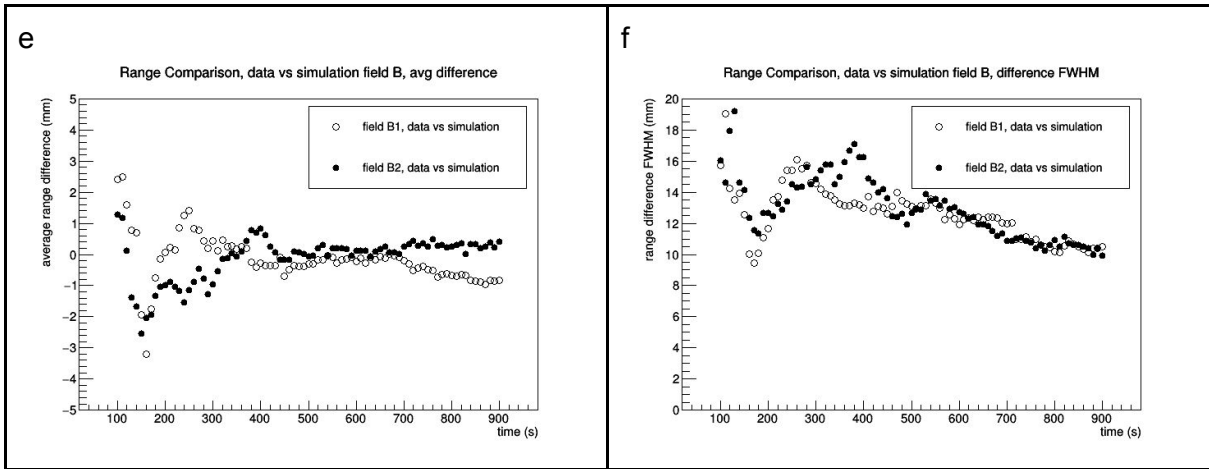 e
Range Comparison, data vs simulation field B, avg difference
average range difference (mm)
5
4
3
2
1
0
−1
−2
−3
−4
−5
field B1, data vs simulation
field B2, data vs simulation
100 200 300 400 500 600 700 800 900
time (s)
f
Range Comparison, data vs simulation field B, difference FWHM
range difference FWHM (mm)
20
18
16
14
12
10
8
6
4
2
0
field B1, data vs simulation
field B2, data vs simulation
100 200 300 400 500 600 700 800 900
time (s)